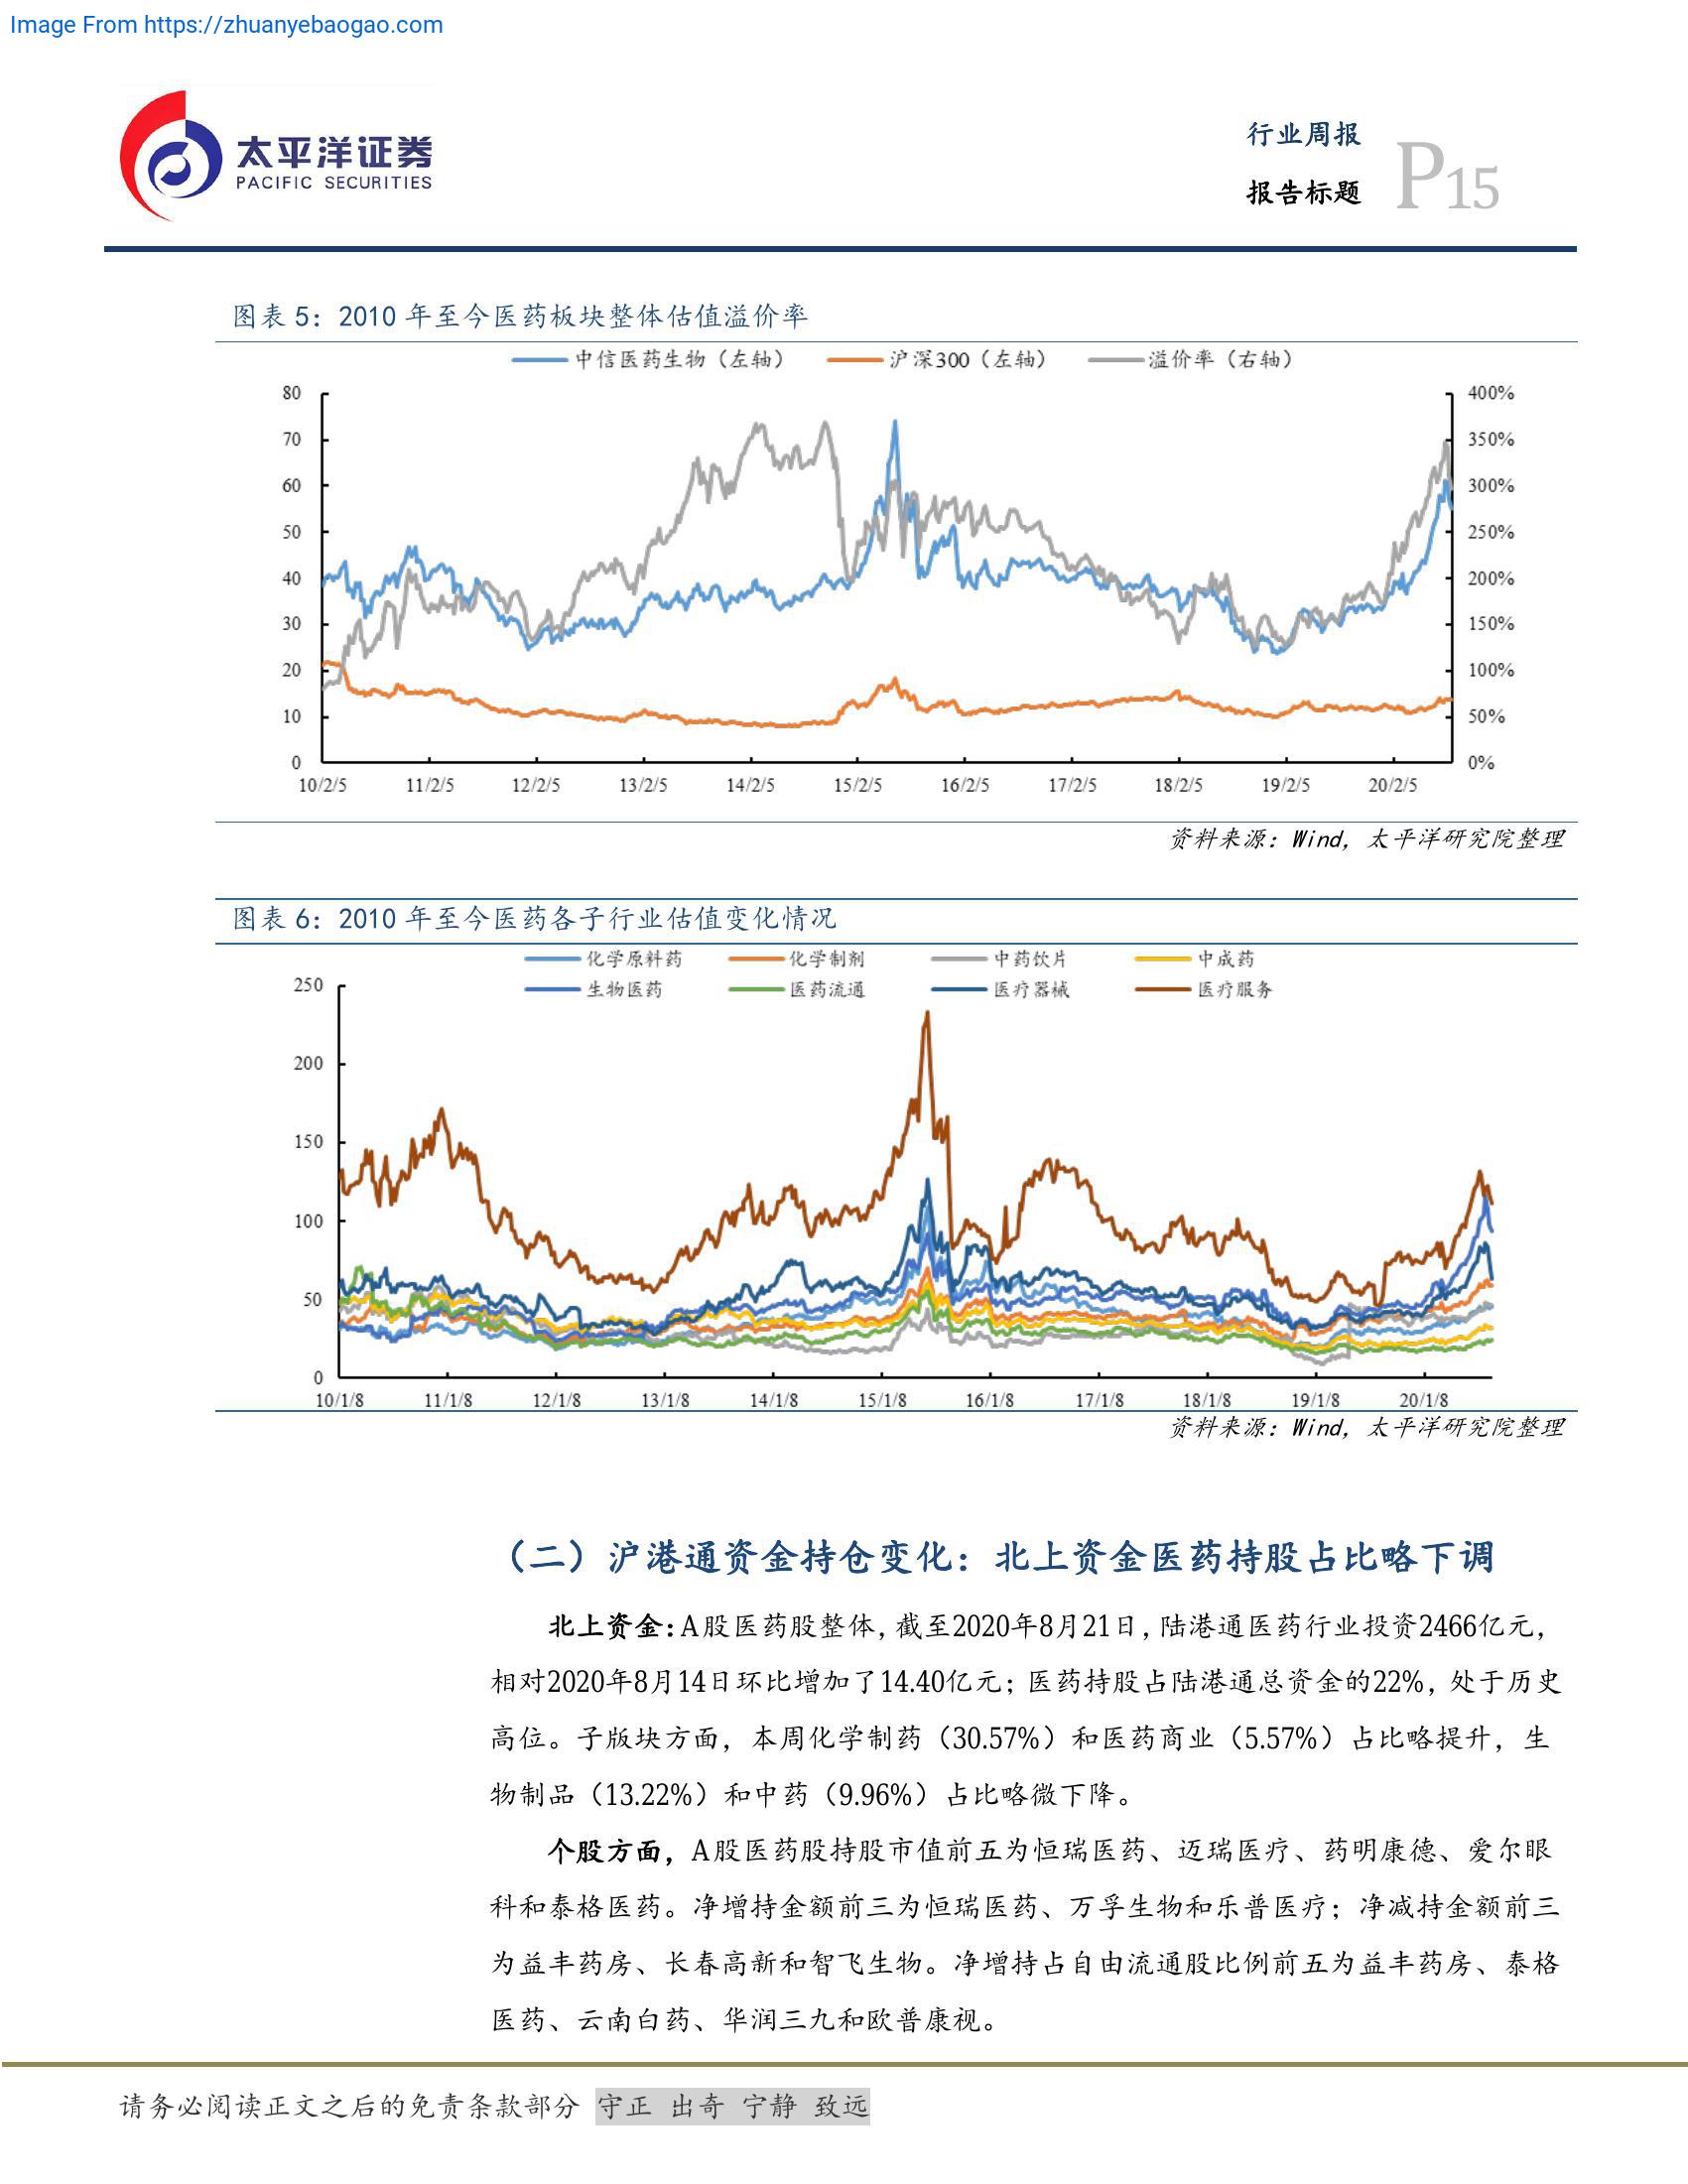 Image From https://zhuanyebaogao.com
太平洋证券
PACIFIC SECURITIES
行业周报
报告标题
P15
图表 5：2010 年至今医药板块整体估值溢价率
中信医药生物（左轴） 沪深300（左轴） 溢价率（右轴）
80 400%
70 350%
60 300%
50 250%
40 200%
30 150%
20 100%
10 50%
0 0%
10/2/5 11/2/5 12/2/5 13/2/5 14/2/5 15/2/5 16/2/5 17/2/5 18/2/5 19/2/5 20/2/5
资料来源：Wind，太平洋研究院整理
图表 6：2010 年至今医药各子行业估值变化情况
化学原料药 化学制剂 中药饮片 中成药
生物医药 医药流通 医疗器械 医疗服务
250
200
150
100
50
0
10/1/8 11/1/8 12/1/8 13/1/8 14/1/8 15/1/8 16/1/8 17/1/8 18/1/8 19/1/8 20/1/8
资料来源：Wind，太平洋研究院整理
（二）沪港通资金持仓变化：北上资金医药持股占比略下调
北上资金：A股医药股整体，截至2020年8月21日，陆港通医药行业投资2466亿元，
相对2020年8月14日环比增加了14.40亿元；医药持股占陆港通总资金的22%，处于历史
高位。子版块方面，本周化学制药（30.57%）和医药商业（5.57%）占比略提升，生
物制品（13.22%）和中药（9.96%）占比略微下降。
个股方面，A股医药股持股市值前五为恒瑞医药、迈瑞医疗、药明康德、爱尔眼
科和泰格医药。净增持金额前三为恒瑞医药、万孚生物和乐普医疗；净减持金额前三
为益丰药房、长春高新和智飞生物。净增持占自由流通股比例前五为益丰药房、泰格
医药、云南白药、华润三九和欧普康视。
请务必阅读正文之后的免责条款部分 守正 出奇 宁静 致远